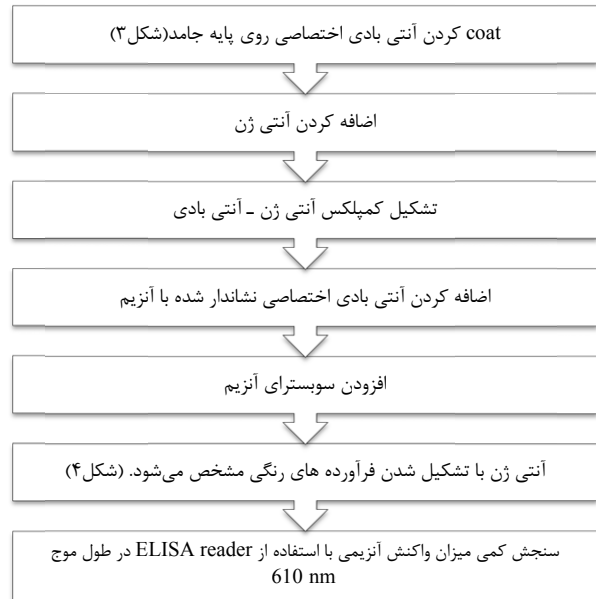 coat کردن آنتی بادی اختصاصی روی پایه جامد(شکل۳)
اضافه کردن آنتی ژن
تشکیل کمپلکس آنتی ژن ـ آنتی بادی
اضافه کردن آنتی بادی اختصاصی نشاندار شده با آنزیم
افزودن سوبسترای آنزیم
آنتی ژن با تشکیل شدن فرآورده های رنگی مشخص می‌شود. (شکل۴)
سنجش کمی میزان واکنش آنزیمی با استفاده از ELISA reader در طول موج
610 nm